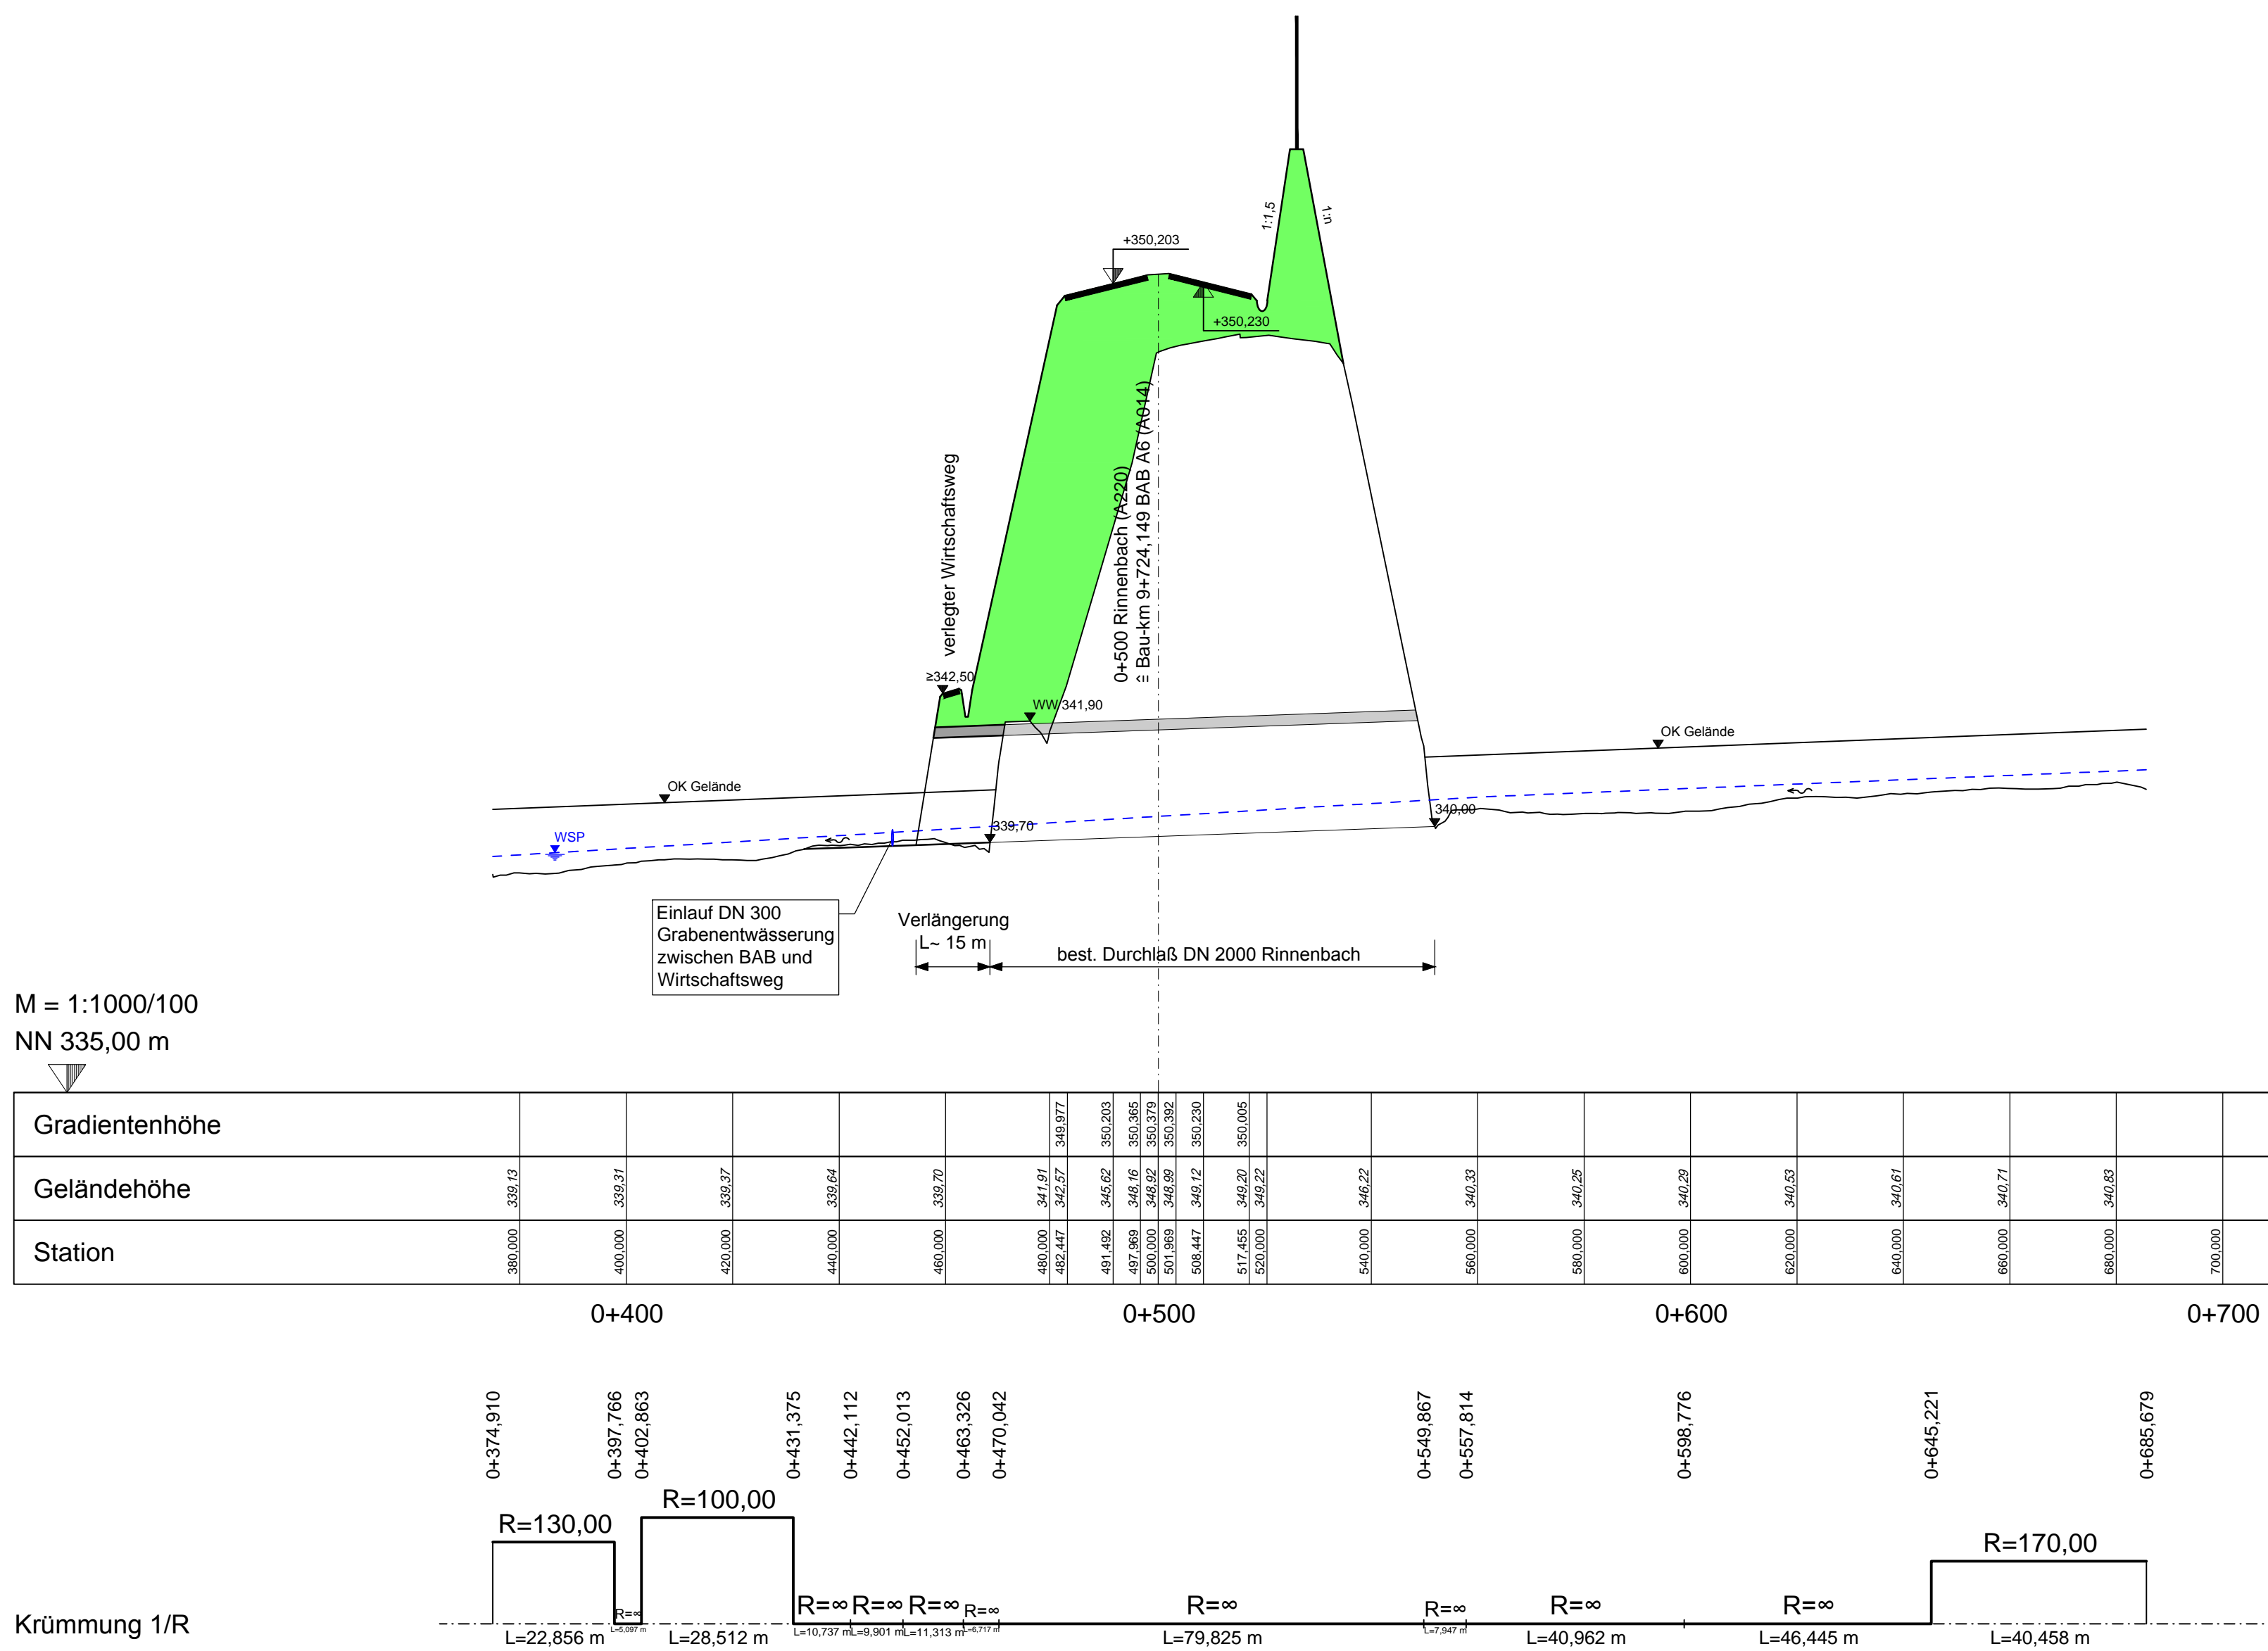 1:1,5
1:n
+350,203
+350,230
verlegter Wirtschaftsweg
0+500 Rinnenbach (A220)
≙ Bau-km 9+724,149 BAB A6 (A014)
≥342,50
WW 341,90
OK Gelände
OK Gelände
WSP
339,70
340,00
Einlauf DN 300
Grabenentwässerung
zwischen BAB und
Wirtschaftsweg
Verlängerung
L~ 15 m
best. Durchlaß DN 2000 Rinnenbach
M = 1:1000/100
NN 335,00 m
Gradientenhöhe
349,977 350,203 350,365 350,379 350,392 350,230 350,005
Geländehöhe
339,13 339,31 339,37 339,64 339,70 341,91 342,57 345,62 348,16 348,92 348,99 349,12 349,20 349,22 346,22 340,33 340,25 340,29 340,53 340,61 340,71 340,83
Station
380,000 400,000 420,000 440,000 460,000 480,000 482,447 491,492 497,969 500,000 501,969 508,447 517,455 520,000 540,000 560,000 580,000 600,000 620,000 640,000 660,000 680,000 700,000
0+400 0+500 0+600 0+700
0+374,910 0+397,766 0+402,863 0+431,375 0+442,112 0+452,013 0+463,326 0+470,042 0+549,867 0+557,814 0+598,776 0+645,221 0+685,679
R=130,00 R=∞ R=100,00 R=∞ R=∞ R=∞ R=∞ R=∞ R=∞ R=∞ R=∞ R=170,00
Krümmung 1/R
L=22,856 m L=5,097 m L=28,512 m L=10,737 m L=9,901 m L=11,313 m L=6,717 m L=79,825 m L=7,947 m L=40,962 m L=46,445 m L=40,458 m